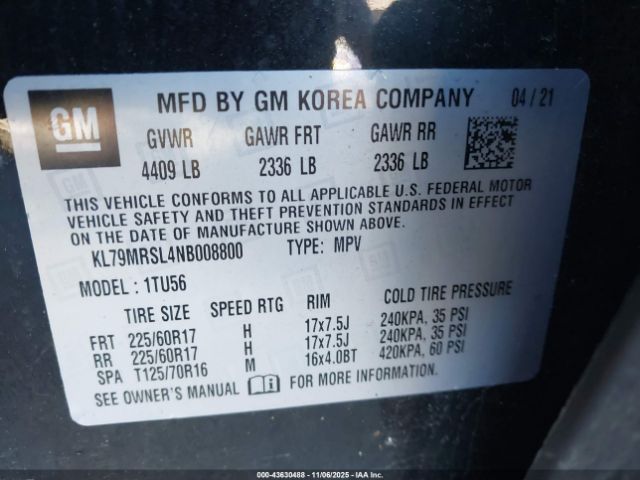 GM
MFD BY GM KOREA COMPANY 04 / 21
GVWR GAWR FRT GAWR RR
4409 LB 2336 LB 2336 LB
THIS VEHICLE CONFORMS TO ALL APPLICABLE U.S. FEDERAL MOTOR
VEHICLE SAFETY AND THEFT PREVENTION STANDARDS IN EFFECT
ON THE DATE OF MANUFACTURE SHOWN ABOVE.
KL79MRSL4NB008800 TYPE: MPV
MODEL : 1TU56
TIRE SIZE SPEED RTG RIM COLD TIRE PRESSURE
FRT 225/60R17 H 17x7.5J 240KPA, 35 PSI
RR 225/60R17 H 17x7.5J 240KPA, 35 PSI
SPA T125/70R16 M 16x4.0BT 420KPA, 60 PSI
SEE OWNER'S MANUAL FOR MORE INFORMATION.
000-43630488 - 11/06/2025 - IAA, Inc.